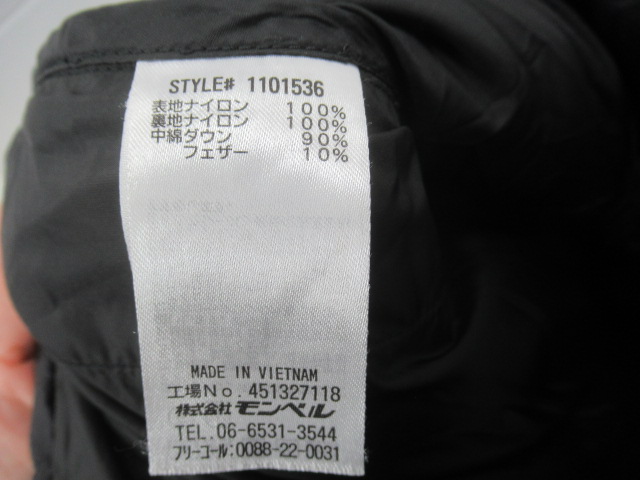 STYLE# 1101536
表地ナイロン 100%
裏地ナイロン 100%
中綿ダウン 90%
フェザー 10%
MADE IN VIETNAM
工場No. 451327118
株式会社 モンベル
TEL. 06-6531-3544
フリーコール: 0088-22-0031